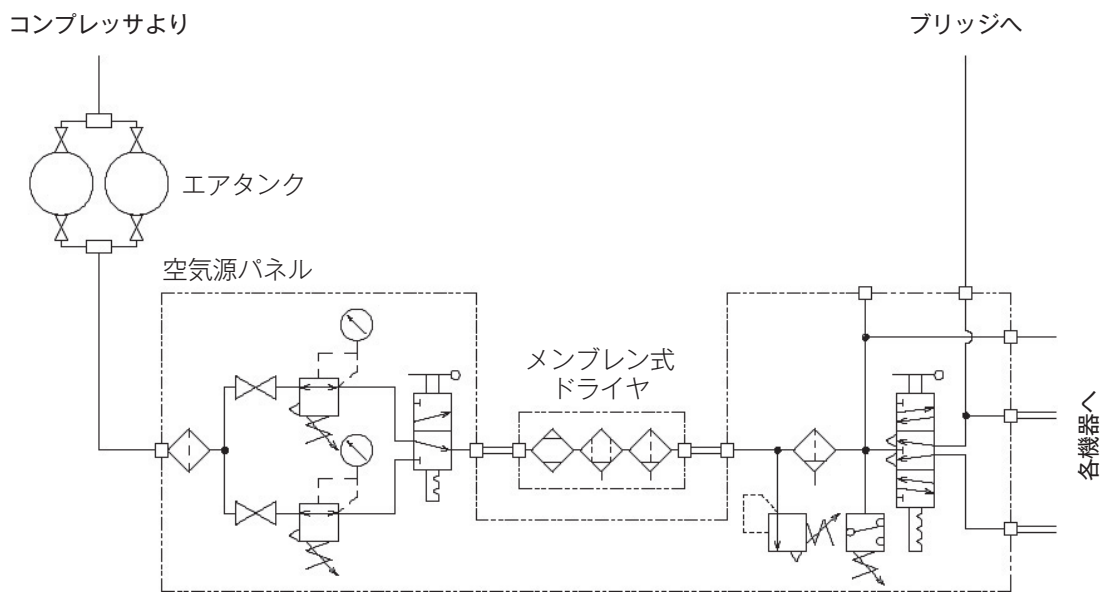 コンプレッサより
ブリッジへ
エアタンク
空気源パネル
メンブレン式
ドライヤ
各機器へ